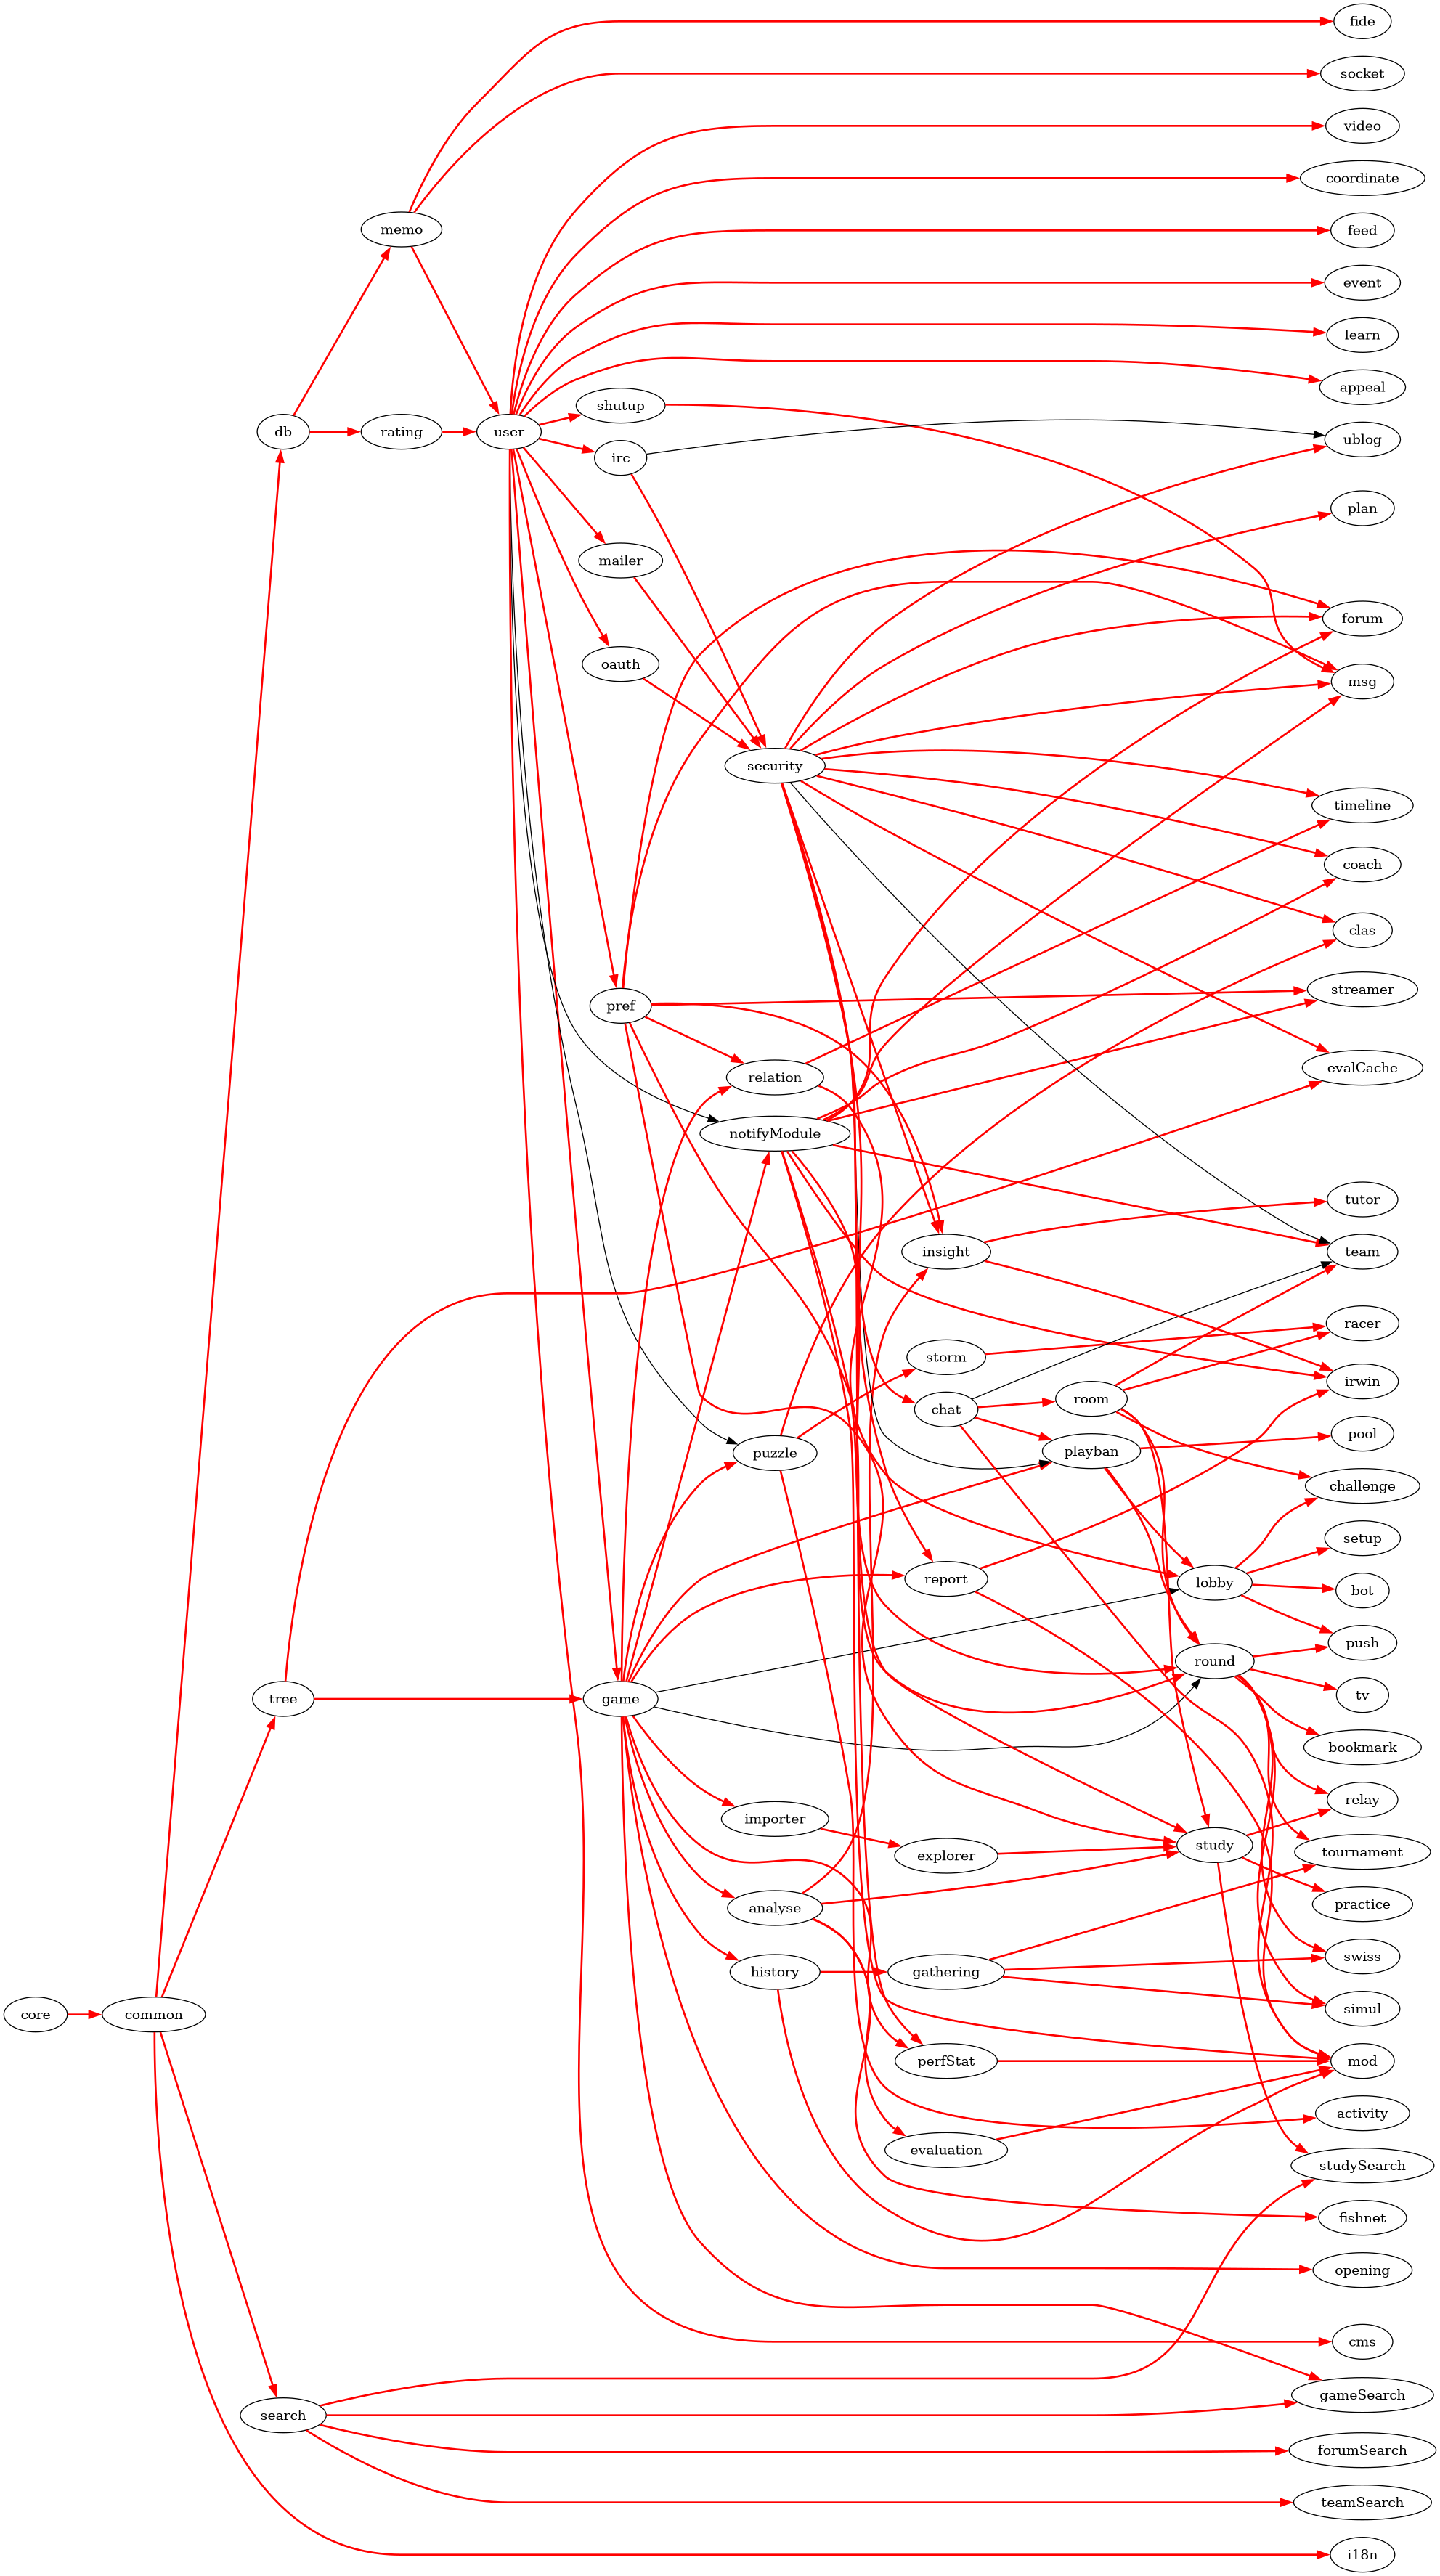 fide
socket
video
coordinate
memo
feed
event
learn
appeal
shutup
db
rating
user
ublog
irc
plan
mailer
forum
oauth
msg
security
timeline
coach
clas
streamer
pref
evalCache
relation
notifyModule
tutor
insight
team
racer
storm
irwin
room
chat
pool
playban
puzzle
challenge
setup
report
lobby
bot
push
round
tree
game
tv
bookmark
relay
importer
study
tournament
explorer
practice
analyse
swiss
history
gathering
simul
core
common
perfStat
mod
activity
evaluation
studySearch
fishnet
opening
cms
gameSearch
search
forumSearch
teamSearch
i18n